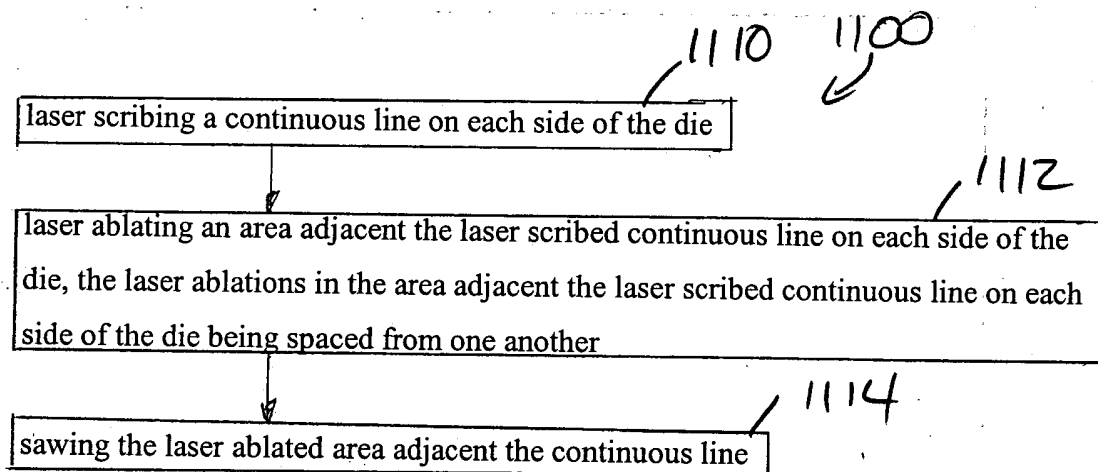 1110 1100
laser scribing a continuous line on each side of the die
1112
laser ablating an area adjacent the laser scribed continuous line on each side of the
die, the laser ablations in the area adjacent the laser scribed continuous line on each
side of the die being spaced from one another
1114
sawing the laser ablated area adjacent the continuous line